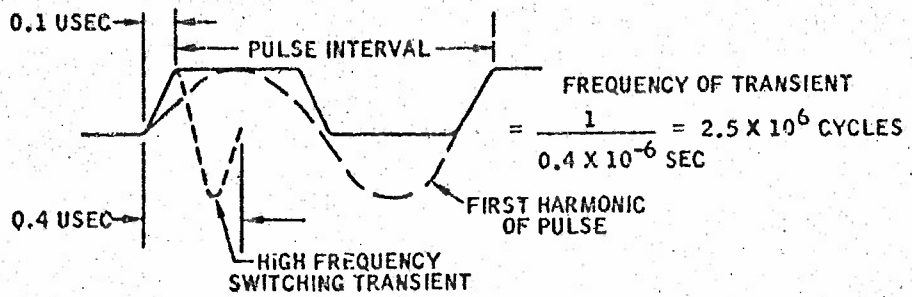 0.1 USEC
PULSE INTERVAL
FREQUENCY OF TRANSIENT
= 1 / 0.4 X 10^-6 SEC = 2.5 X 10^6 CYCLES
0.4 USEC
FIRST HARMONIC
OF PULSE
HIGH FREQUENCY
SWITCHING TRANSIENT